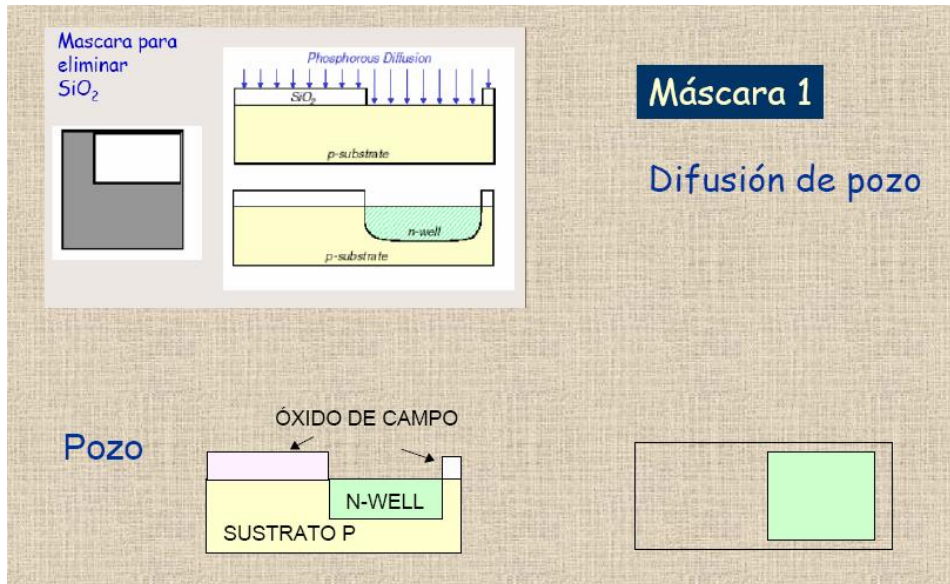 Mascara para
eliminar
SiO₂
Phosphorous Diffusion
SiO₂
p-substrate
n-well
p-substrate
Máscara 1
Difusión de pozo
Pozo
ÓXIDO DE CAMPO
N-WELL
SUSTRATO P